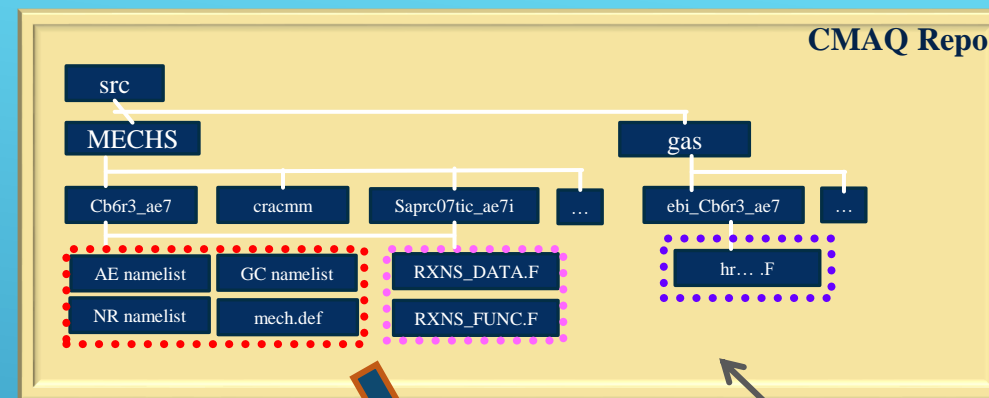 CMAQ Repo
src
MECHS
gas
Cb6r3_ae7
cracmm
Saprc07tic_ae7i
...
ebi_Cb6r3_ae7
...
AE namelist
GC namelist
RXNS_DATA.F
hr... .F
NR namelist
mech.def
RXNS_FUNC.F